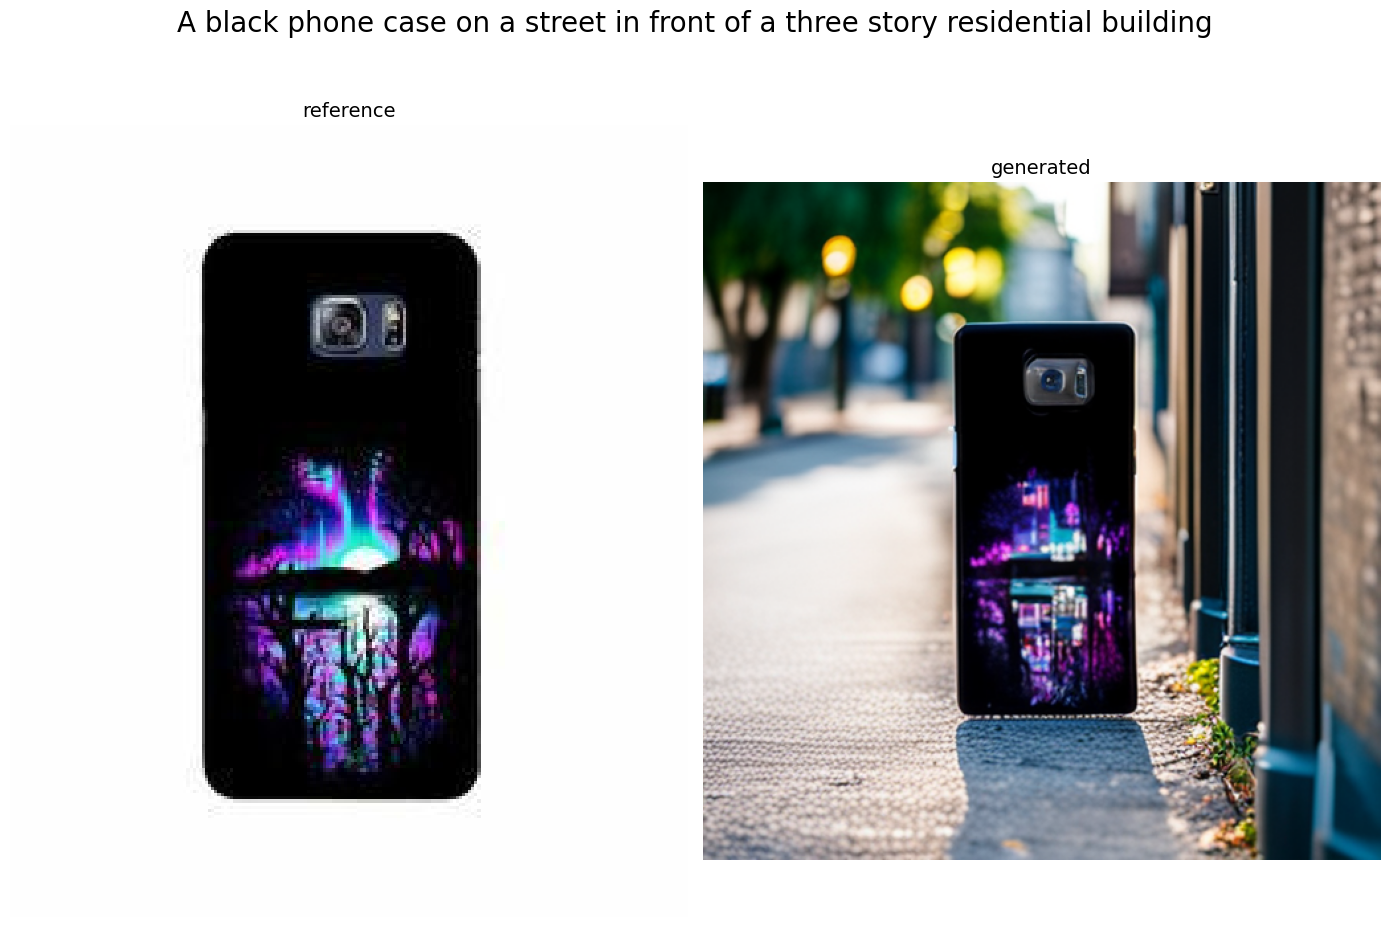 A black phone case on a street in front of a three story residential building
reference
generated